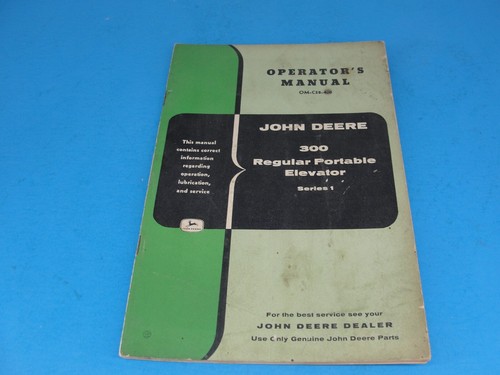 OPERATOR'S
MANUAL
JOHN DEERE
300
Regular Portable
Elevator
Series 1
This manual
contains correct
information
regarding
operation,
lubrication,
and service
For the best service see your
JOHN DEERE DEALER
Use Only Genuine John Deere Parts